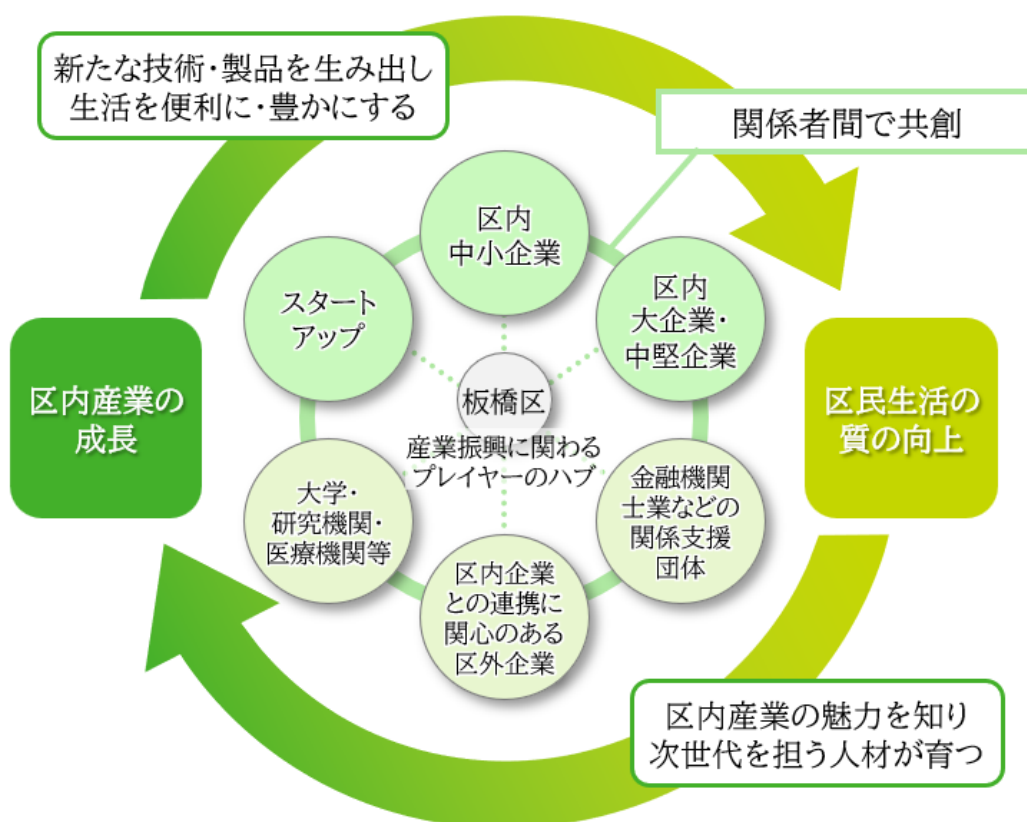 新たな技術・製品を生み出し
生活を便利に・豊かにする
関係者間で共創
区内
中小企業
スタート
アップ
区内
大企業・
中堅企業
区内産業の
成長
板橋区
産業振興に関わる
プレイヤーのハブ
区民生活の
質の向上
大学・
研究機関・
医療機関等
金融機関
士業などの
関係支援
団体
区内企業
との連携に
関心のある
区外企業
区内産業の魅力を知り
次世代を担う人材が育つ